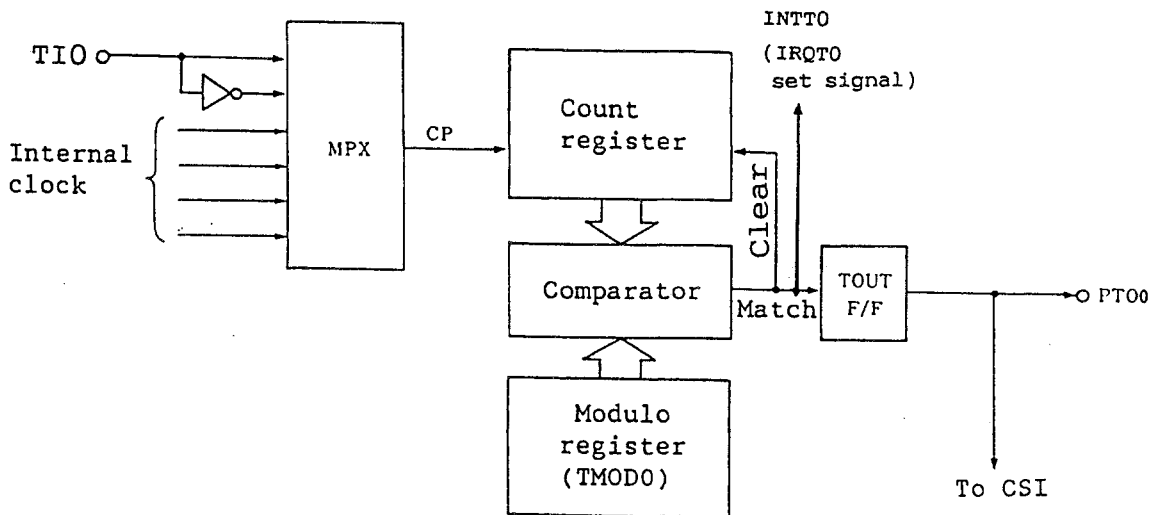 INTT0
(IRQT0
set signal)
TI0
Internal
clock
MPX
CP
Count
register
Clear
Comparator
Match
TOUT
F/F
PTO0
Modulo
register
(TMOD0)
To CSI